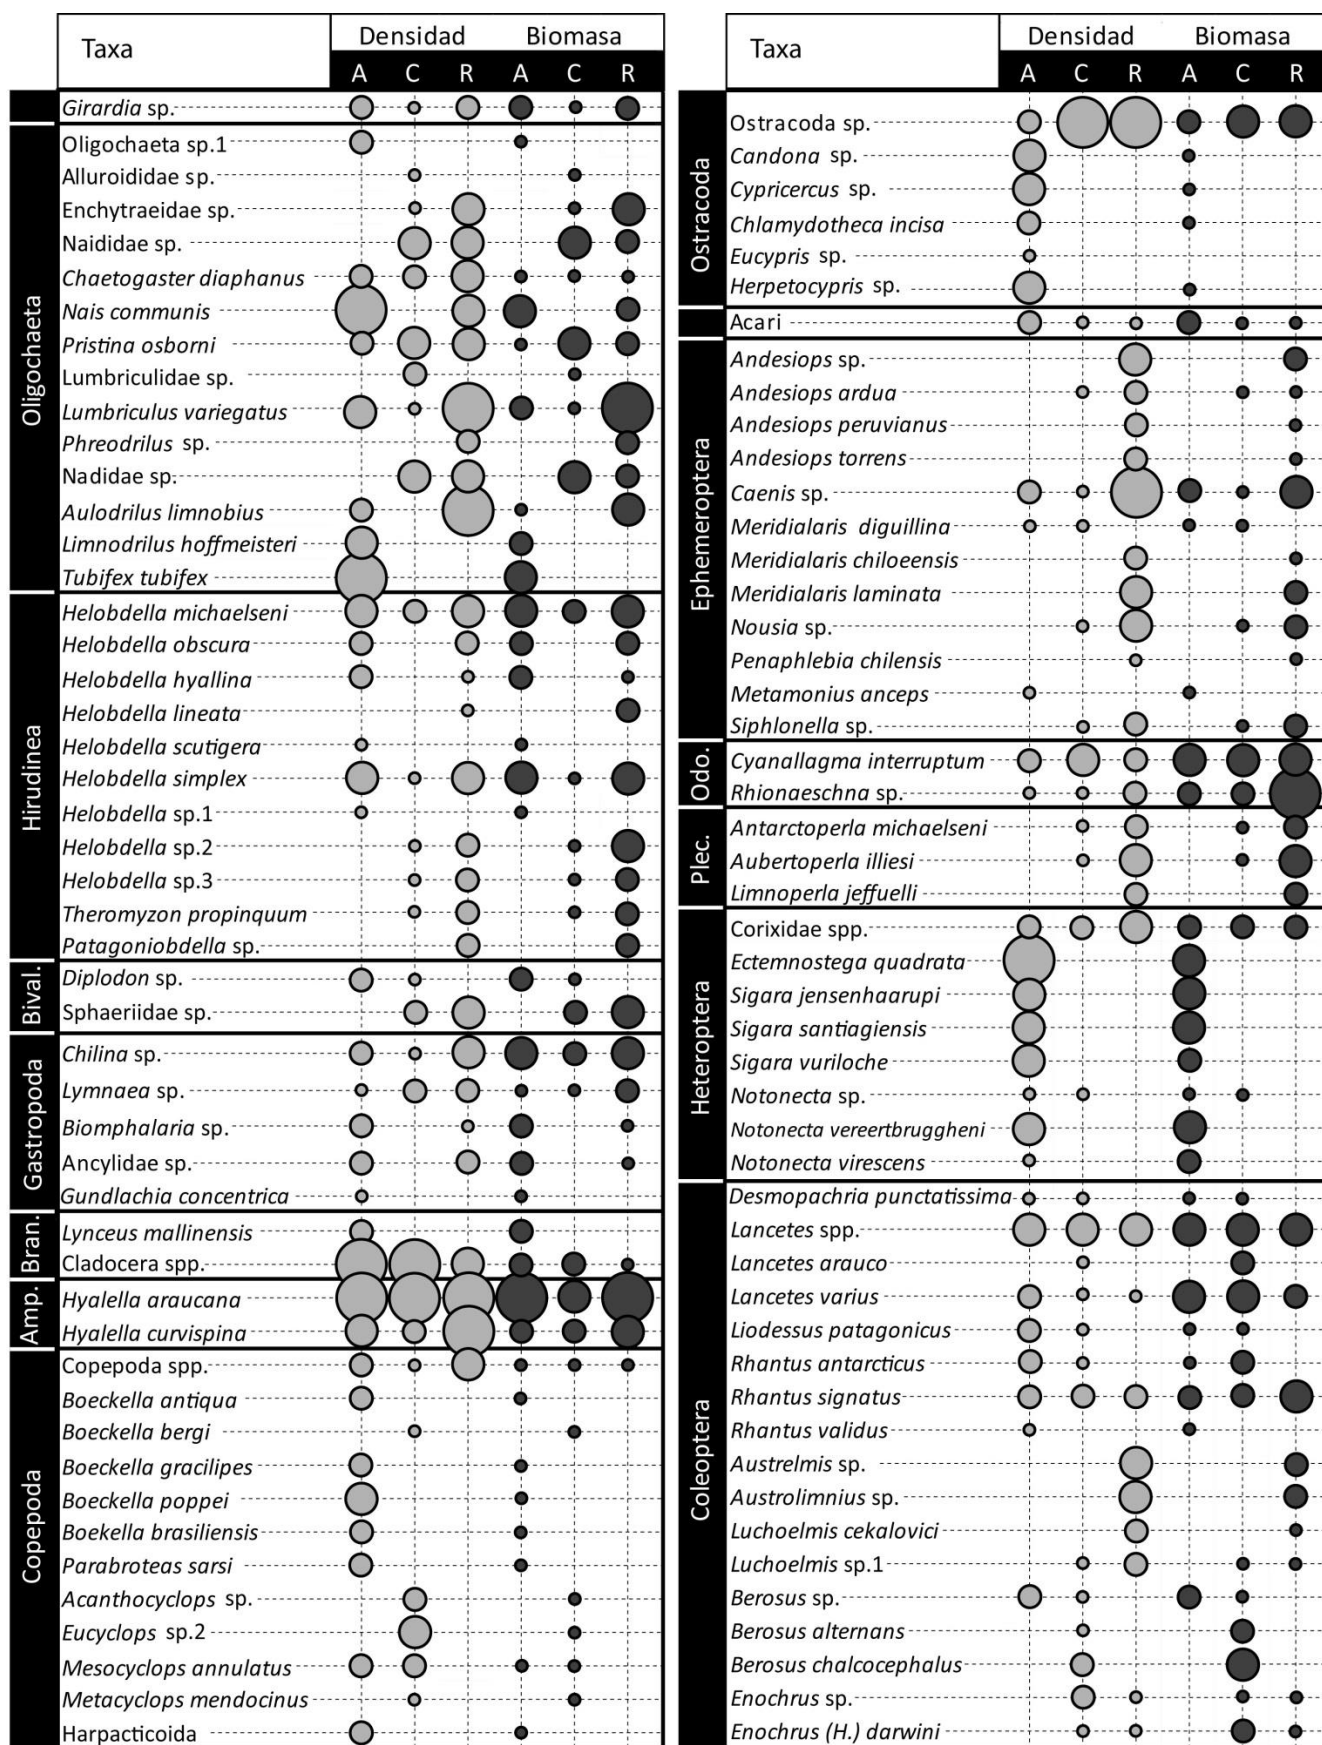 Taxa
Densidad Biomasa
A C R A C R
Girardia sp.
Oligochaeta
Oligochaeta sp.1
Alluroididae sp.
Enchytraeidae sp.
Naididae sp.
Chaetogaster diaphanus
Nais communis
Pristina osborni
Lumbriculidae sp.
Lumbriculus variegatus
Phreodrilus sp.
Nadidae sp.
Aulodrilus limnobius
Limnodrilus hoffmeisteri
Tubifex tubifex
Hirudinea
Helobdella michaelseni
Helobdella obscura
Helobdella hyallina
Helobdella lineata
Helobdella scutigera
Helobdella simplex
Helobdella sp.1
Helobdella sp.2
Helobdella sp.3
Theromyzon propinquum
Patagoniobdella sp.
Bival.
Diplodon sp.
Sphaeriidae sp.
Gastropoda
Chilina sp.
Lymnaea sp.
Biomphalaria sp.
Ancylidae sp.
Gundlachia concentrica
Bran.
Lynceus mallinensis
Cladocera spp.
Amp.
Hyalella araucana
Hyalella curvispina
Copepoda
Copepoda spp.
Boeckella antiqua
Boeckella bergi
Boeckella gracilipes
Boeckella poppei
Boekella brasiliensis
Parabroteas sarsi
Acanthocyclops sp.
Eucyclops sp.2
Mesocyclops annulatus
Metacyclops mendocinus
Harpacticoida
Taxa
Densidad Biomasa
A C R A C R
Ostracoda
Ostracoda sp.
Candona sp.
Cypricercus sp.
Chlamydotheca incisa
Eucypris sp.
Herpetocypris sp.
Acari
Ephemeroptera
Andesiops sp.
Andesiops ardua
Andesiops peruvianus
Andesiops torrens
Caenis sp.
Meridialaris diguillina
Meridialaris chiloeensis
Meridialaris laminata
Nousia sp.
Penaphlebia chilensis
Metamonius anceps
Siphlonella sp.
Odo.
Cyanallagma interruptum
Rhionaeschna sp.
Plec.
Antarctoperla michaelseni
Aubertoperla illiesi
Limnoperla jeffuelli
Heteroptera
Corixidae spp.
Ectemnostega quadrata
Sigara jensenhaarupi
Sigara santiagiensis
Sigara vuriloche
Notonecta sp.
Notonecta vereertbruggheni
Notonecta virescens
Coleoptera
Desmopachria punctatissima
Lancetes spp.
Lancetes arauco
Lancetes varius
Liodessus patagonicus
Rhantus antarcticus
Rhantus signatus
Rhantus validus
Austrelmis sp.
Austrolimnius sp.
Luchoelmis cekalovici
Luchoelmis sp.1
Berosus sp.
Berosus alternans
Berosus chalcocephalus
Enochrus sp.
Enochrus (H.) darwini